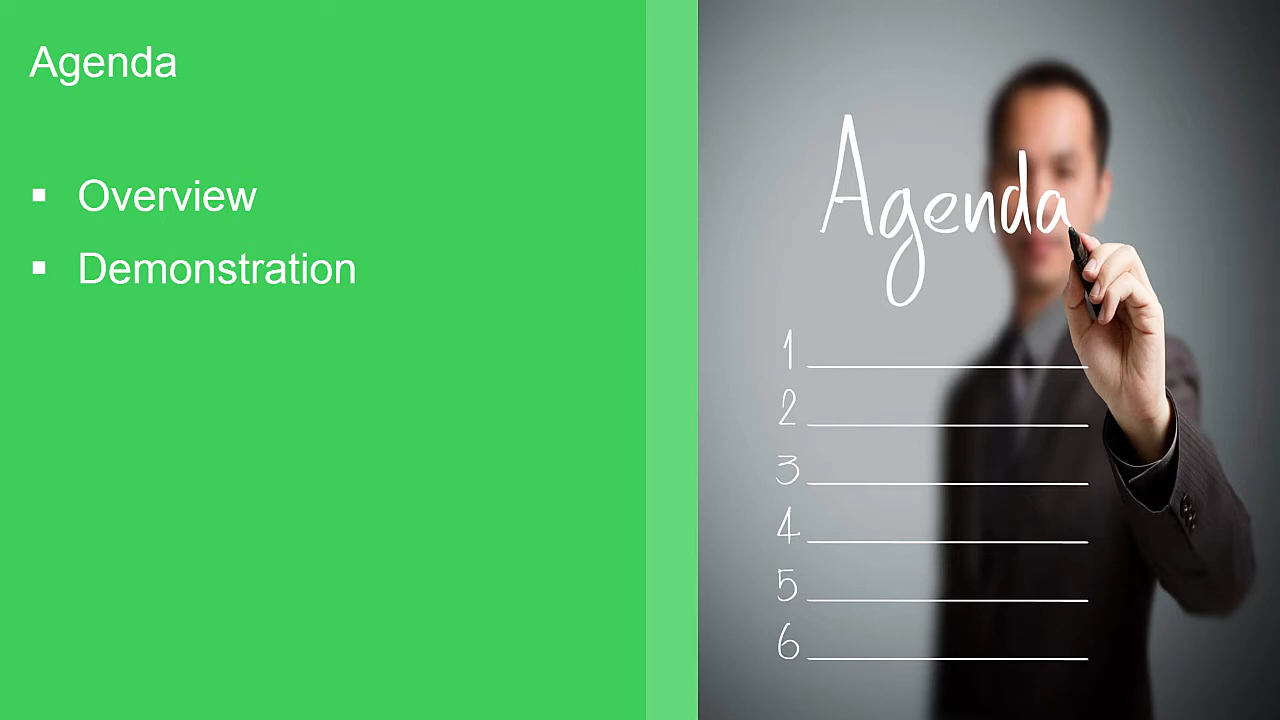 Agenda
▪ Overview
▪ Demonstration
Agenda
1
2
3
4
5
6